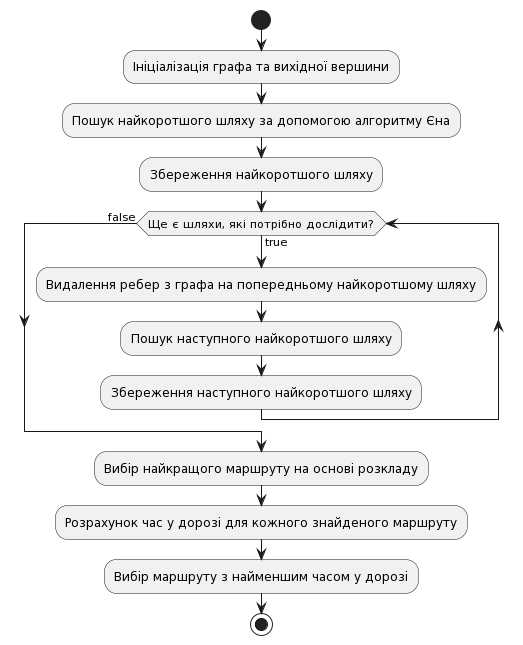 Ініціалізація графа та вихідної вершини
Пошук найкоротшого шляху за допомогою алгоритму Єна
Збереження найкоротшого шляху
false
Ще є шляхи, які потрібно дослідити?
true
Видалення ребер з графа на попередньому найкоротшому шляху
Пошук наступного найкоротшого шляху
Збереження наступного найкоротшого шляху
Вибір найкращого маршруту на основі розкладу
Розрахунок час у дорозі для кожного знайденого маршруту
Вибір маршруту з найменшим часом у дорозі